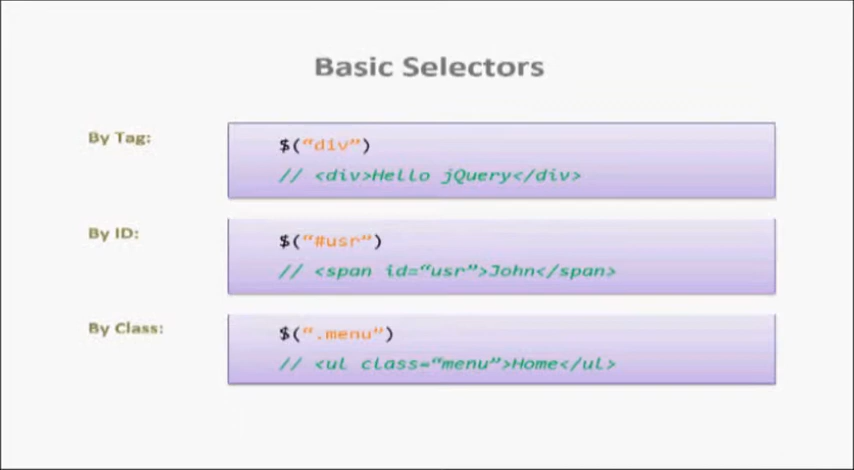 Basic Selectors
By Tag:
$(“div”)
// <div>Hello jQuery</div>
By ID:
$(“#usr”)
// <span id=“usr”>John</span>
By Class:
$(“.menu”)
// <ul class=“menu”>Home</ul>